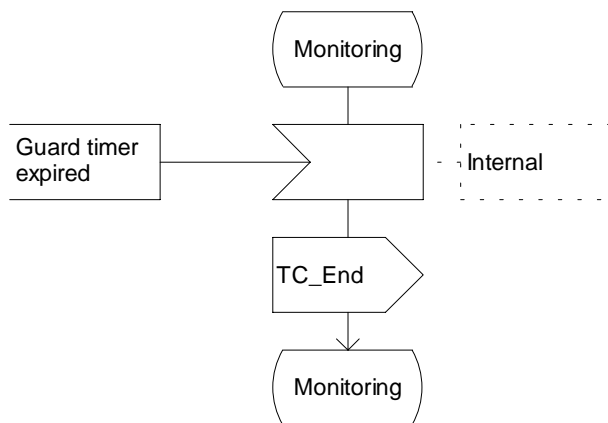 Monitoring
Guard timer
expired
Internal
TC_End
Monitoring